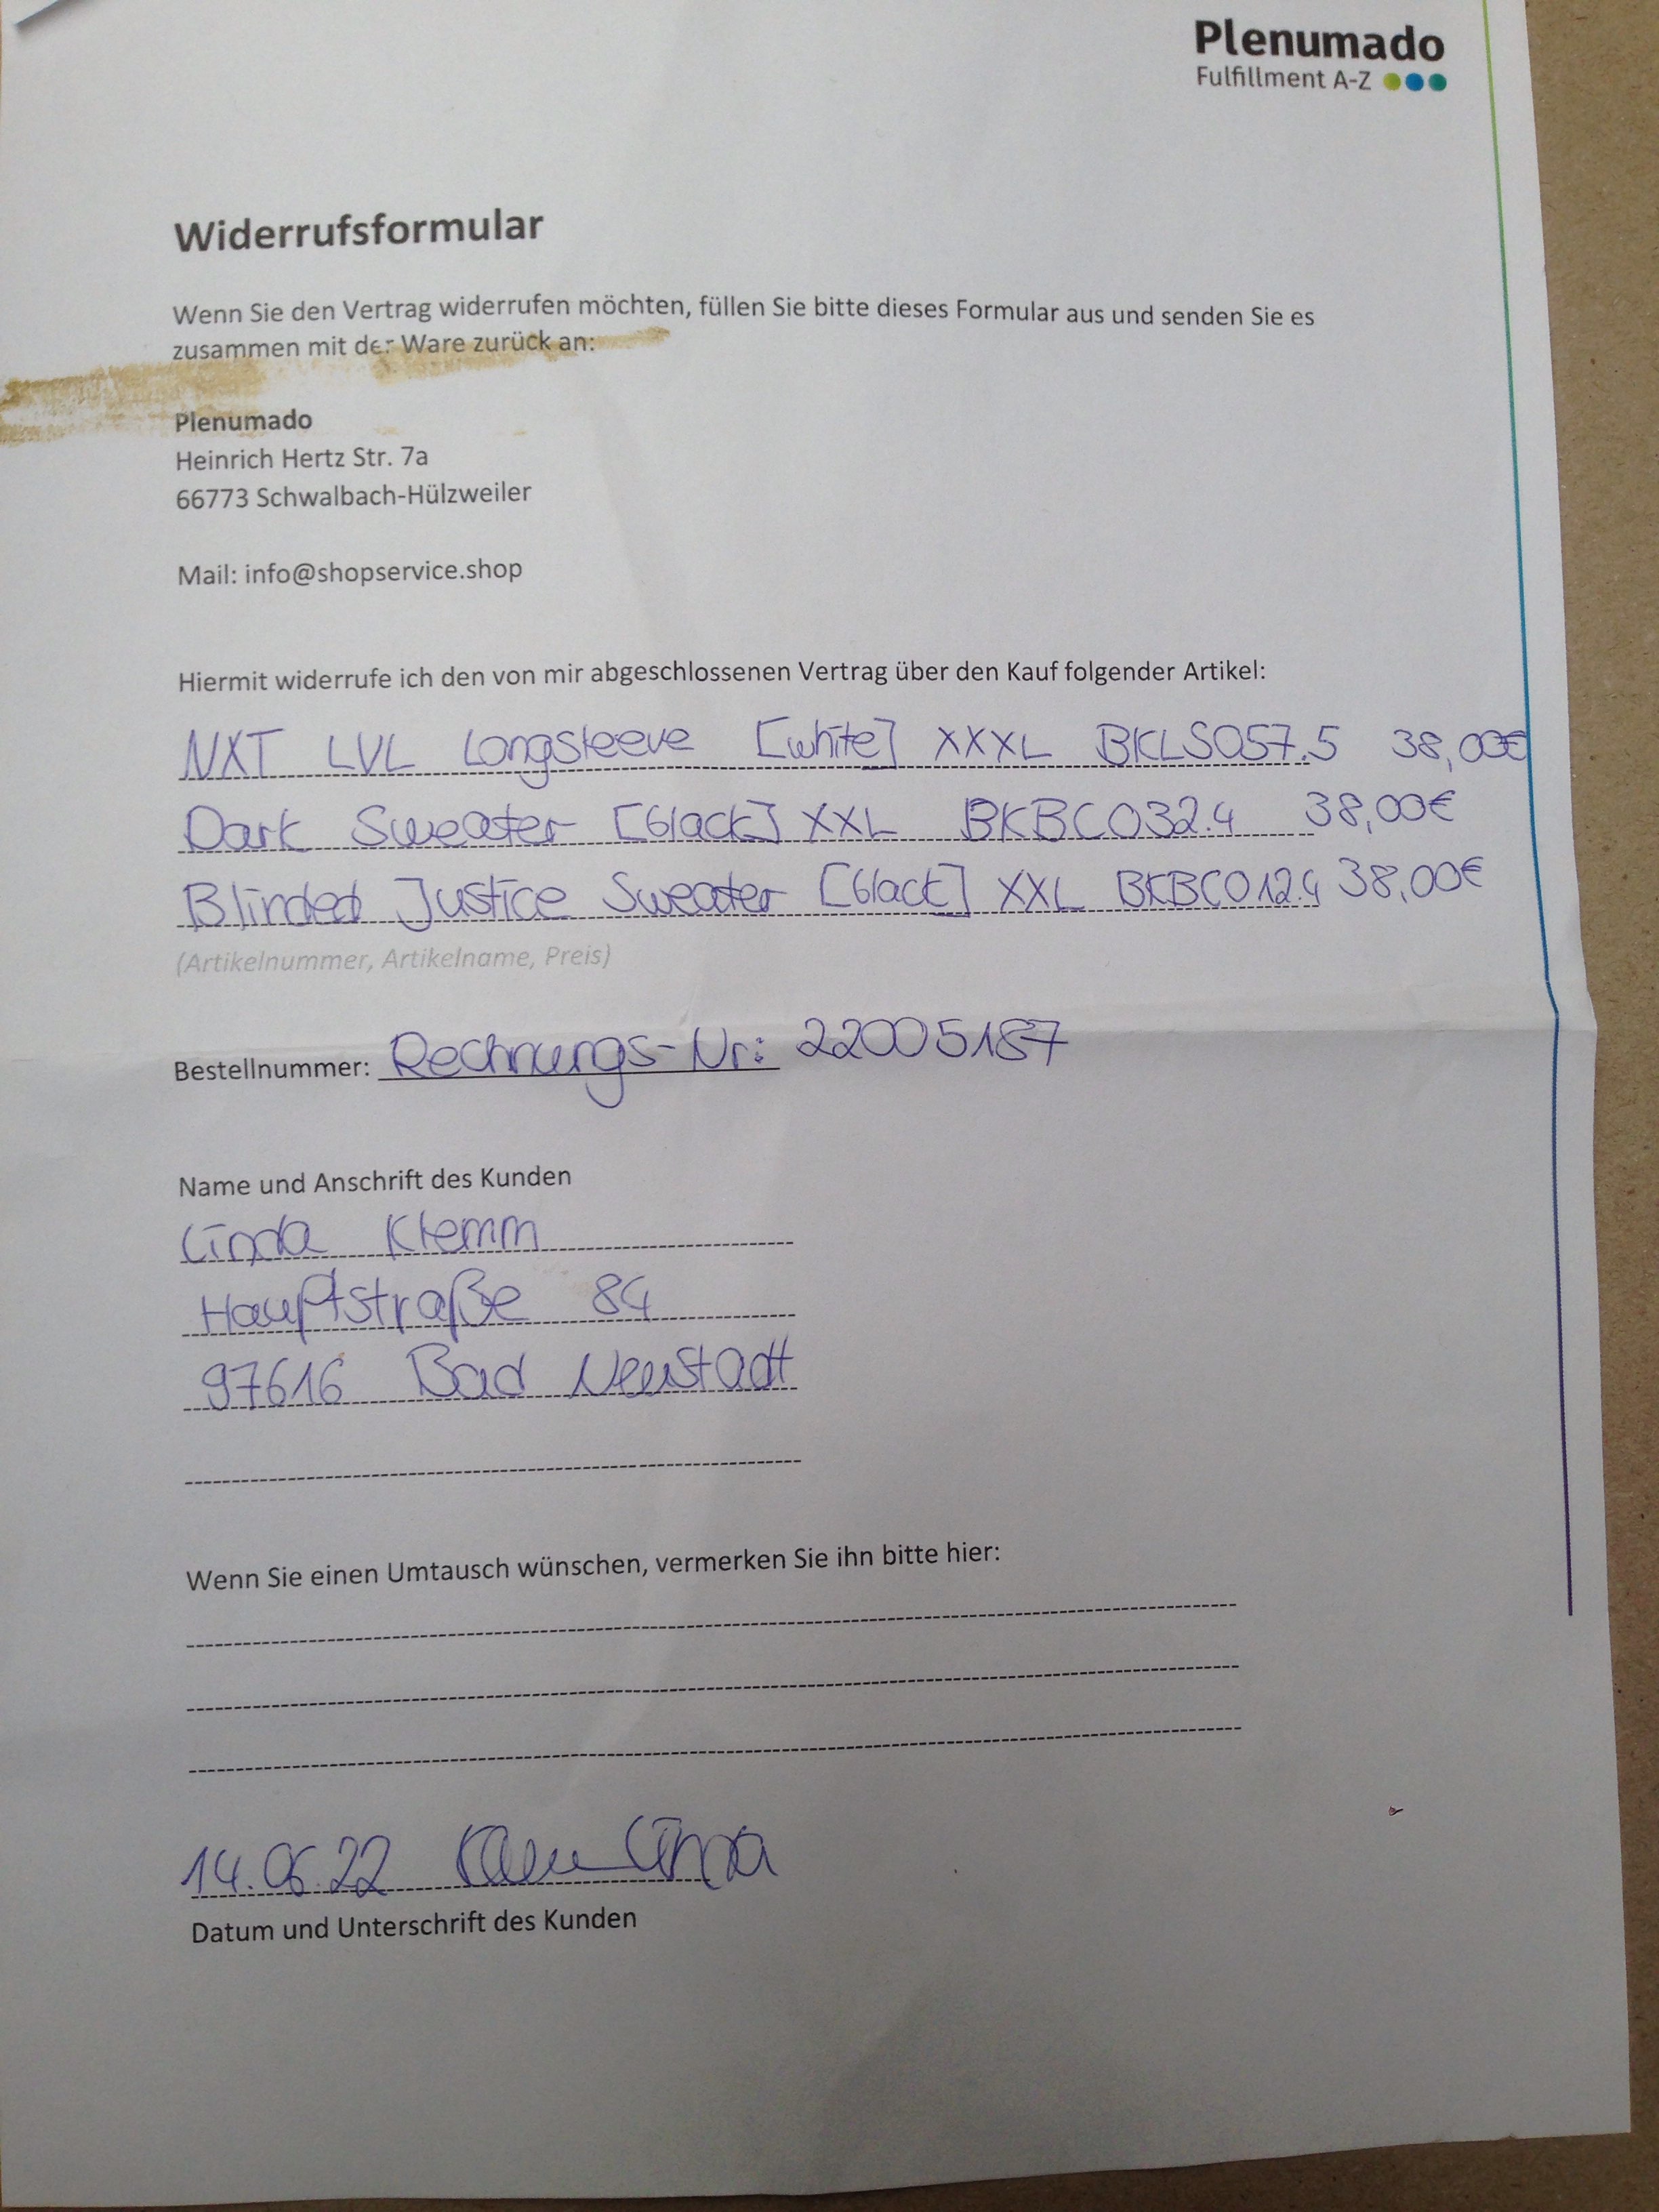 Plenumado
Fulfillment A-Z
Widerrufsformular
Wenn Sie den Vertrag widerrufen möchten, füllen Sie bitte dieses Formular aus und senden Sie es
zusammen mit der Ware zurück an:
Plenumado
Heinrich Hertz Str. 7a
66773 Schwalbach-Hülzweiler
Mail: info@shopservice.shop
Hiermit widerrufe ich den von mir abgeschlossenen Vertrag über den Kauf folgender Artikel:
NXT LVL Longsleeve [white] XXXL BKLS057.5 38,00€
Dark Sweater [black] XXL BKBC032.4 38,00€
Blinded Justice Sweater [black] XXL BKBC012.4 38,00€
(Artikelnummer, Artikelname, Preis)
Bestellnummer: Rechnungs-Nr: 22005187
Name und Anschrift des Kunden
Linda Klemm
Hauptstraße 84
97616 Bad Neustadt
Wenn Sie einen Umtausch wünschen, vermerken Sie ihn bitte hier:
14.06.22 Klemm Linda
Datum und Unterschrift des Kunden